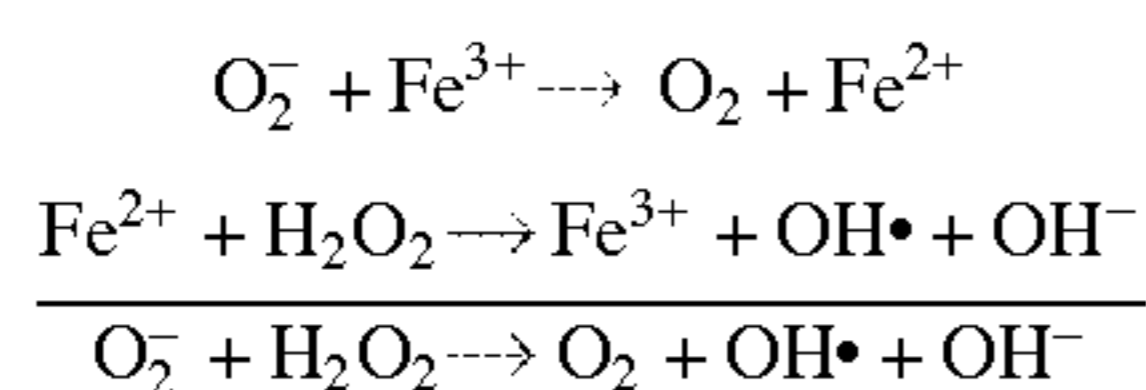 O₂⁻ + Fe³⁺ ⇢ O₂ + Fe²⁺
Fe²⁺ + H₂O₂ ⟶ Fe³⁺ + OH• + OH⁻
O₂⁻ + H₂O₂ ⇢ O₂ + OH• + OH⁻